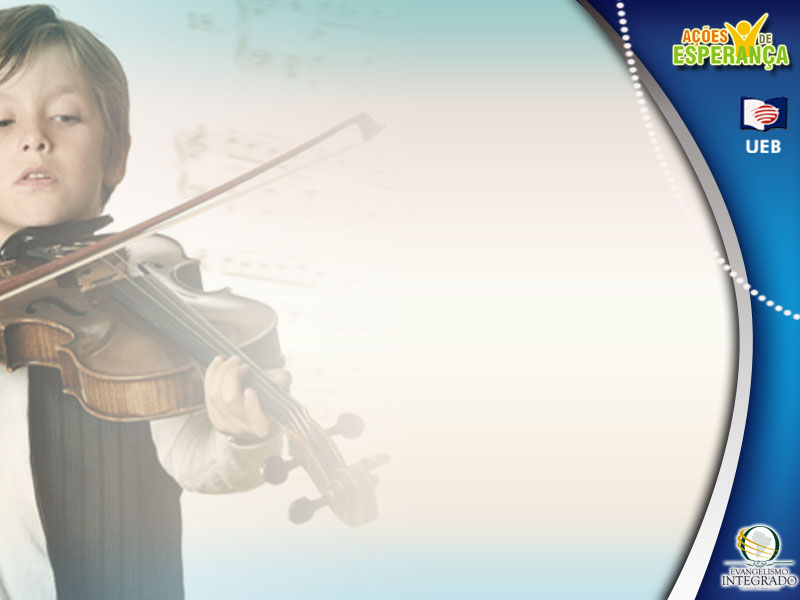 AÇÕES DE
ESPERANÇA
UEB
EVANGELISMO
INTEGRADO